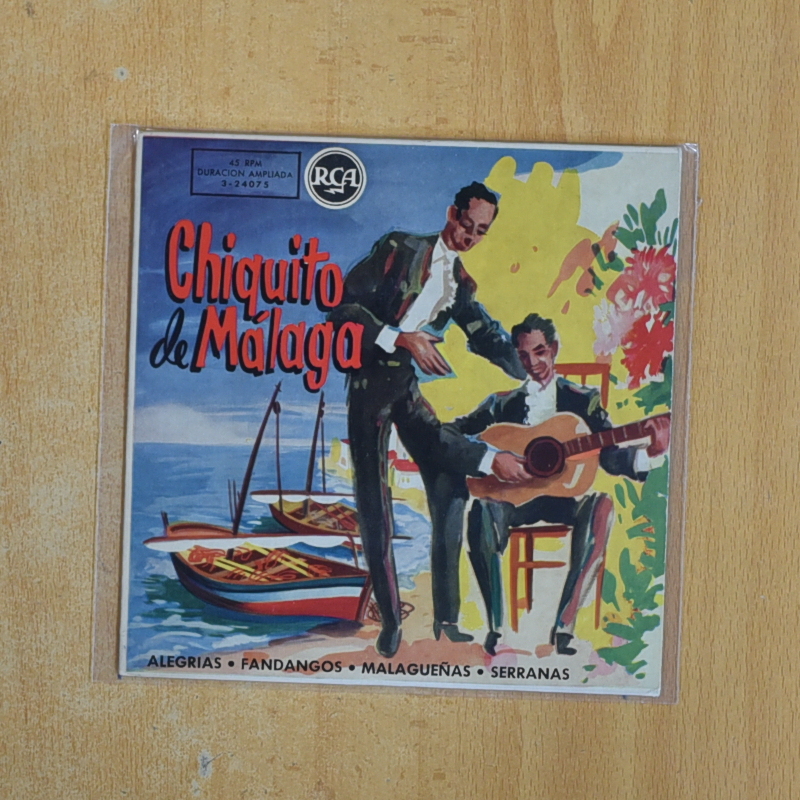 45 RPM
DURACION AMPLIADA
3-24075
RCA
Chiquito
de Málaga
ALEGRIAS • FANDANGOS • MALAGUEÑAS • SERRANAS